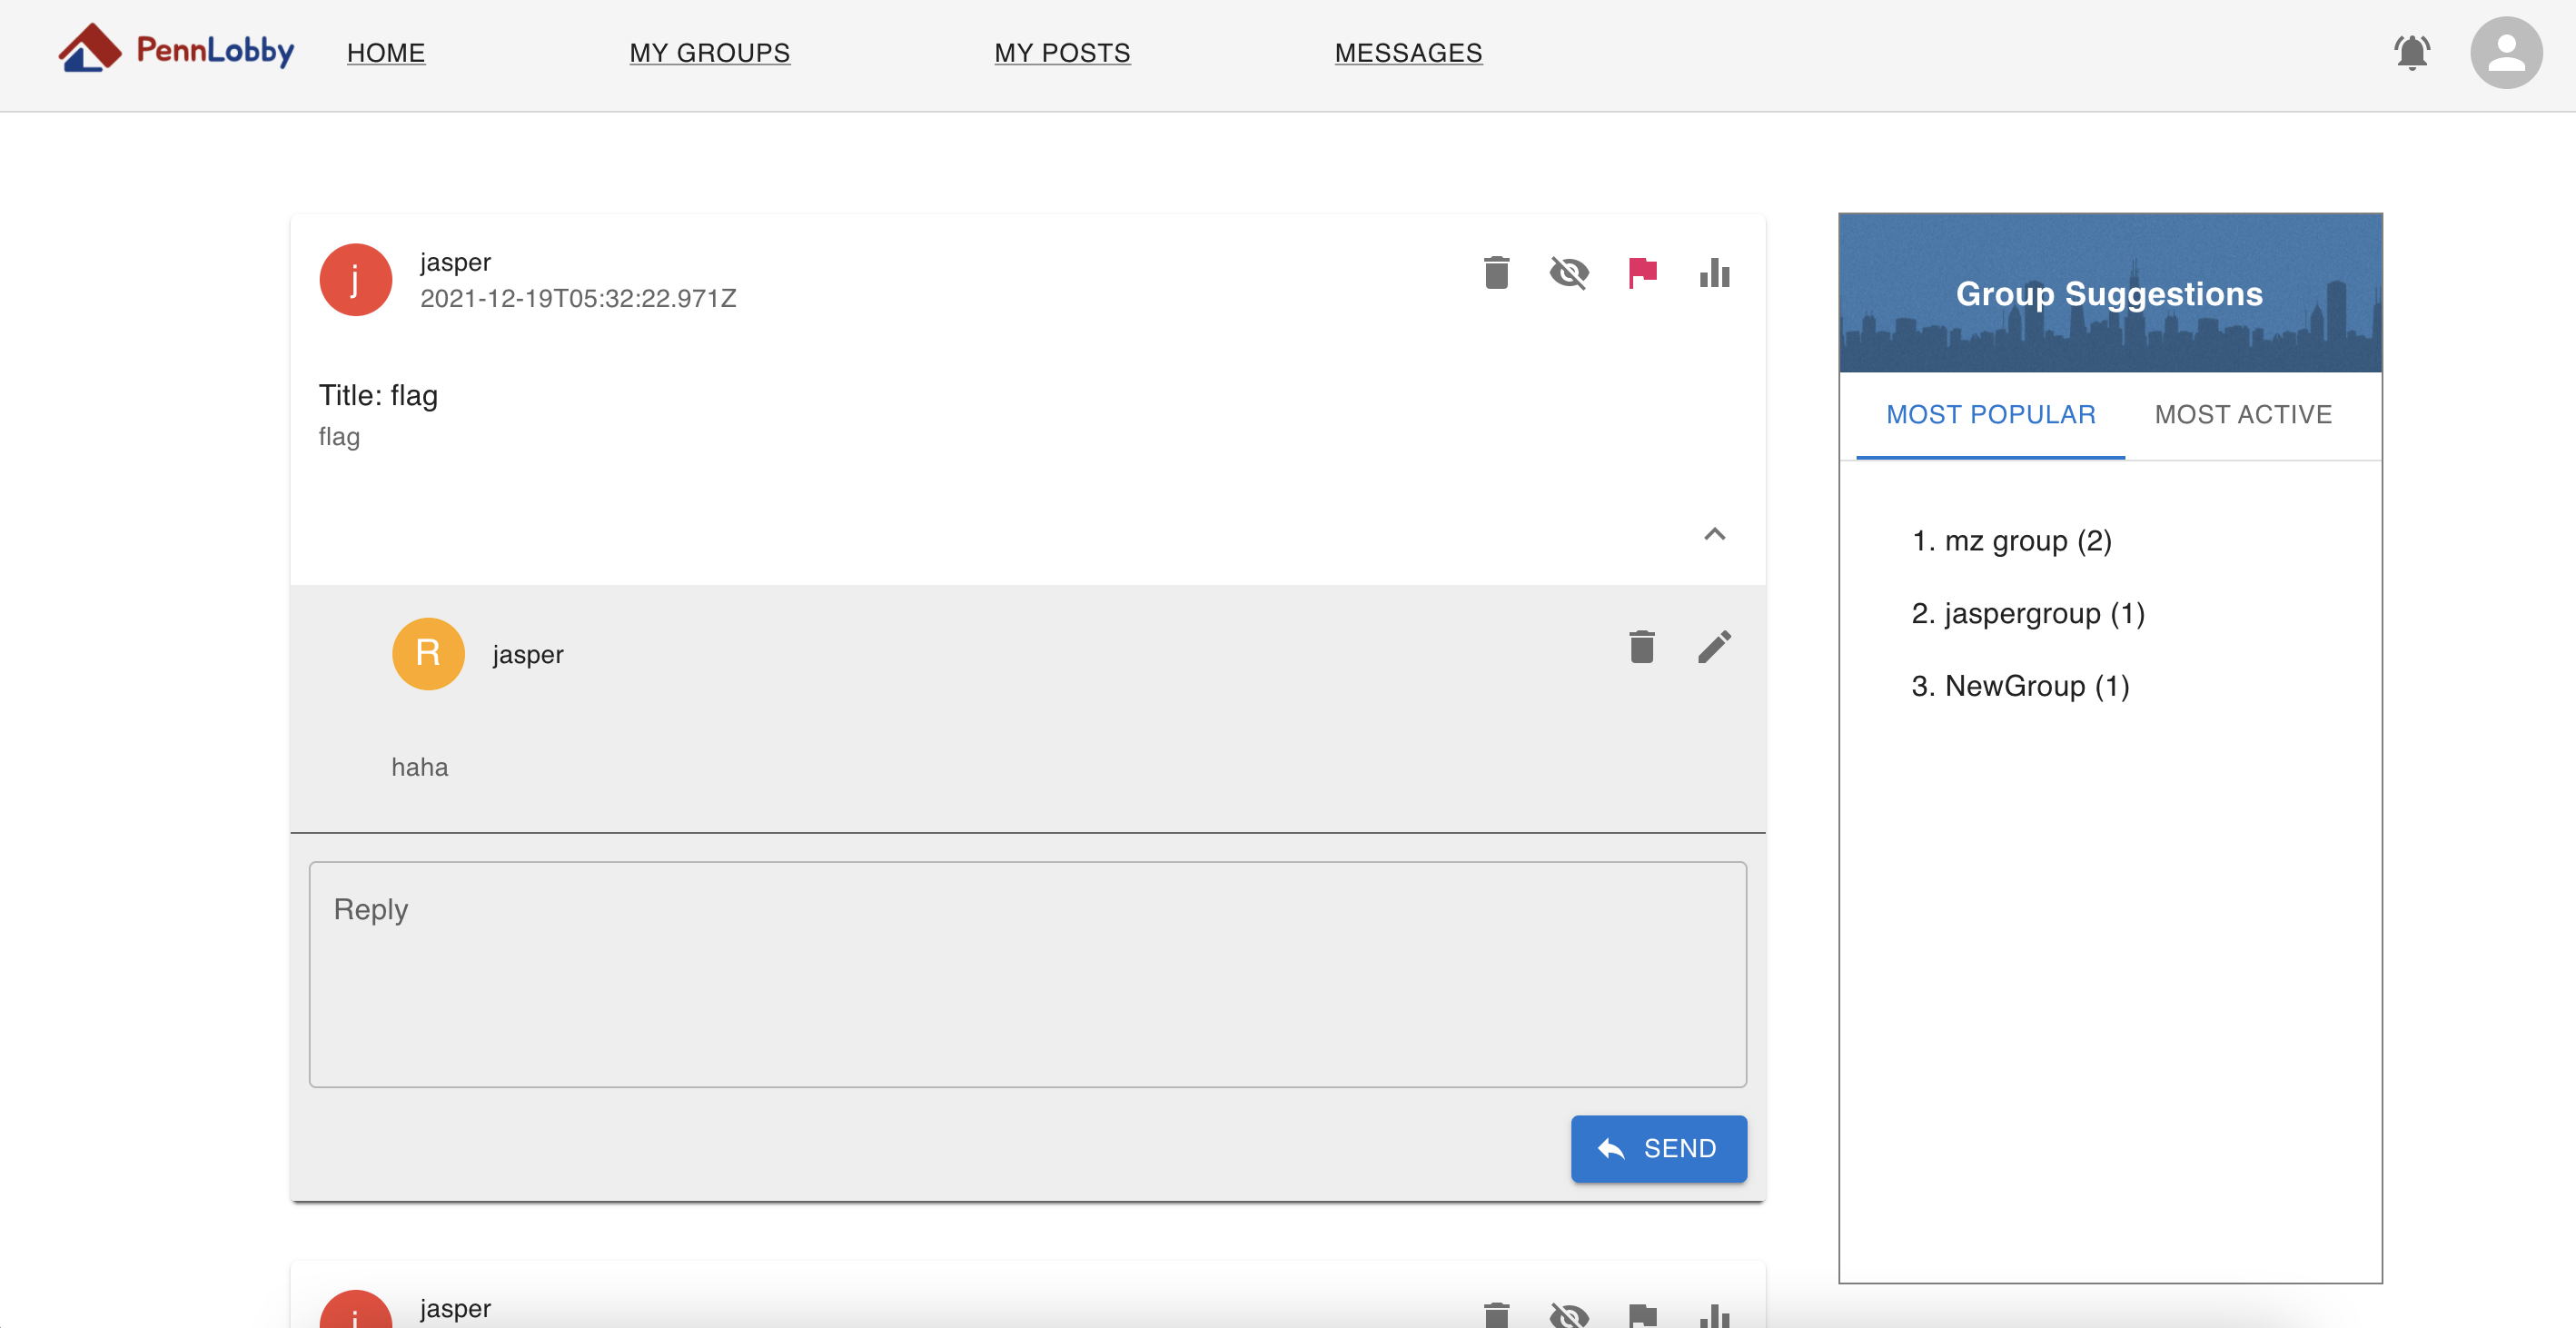 PennLobby HOME MY GROUPS MY POSTS MESSAGES
j
jasper
2021-12-19T05:32:22.971Z
Title: flag
flag
R
jasper
haha
Reply
SEND
j
jasper
Group Suggestions
MOST POPULAR MOST ACTIVE
1. mz group (2)
2. jaspergroup (1)
3. NewGroup (1)